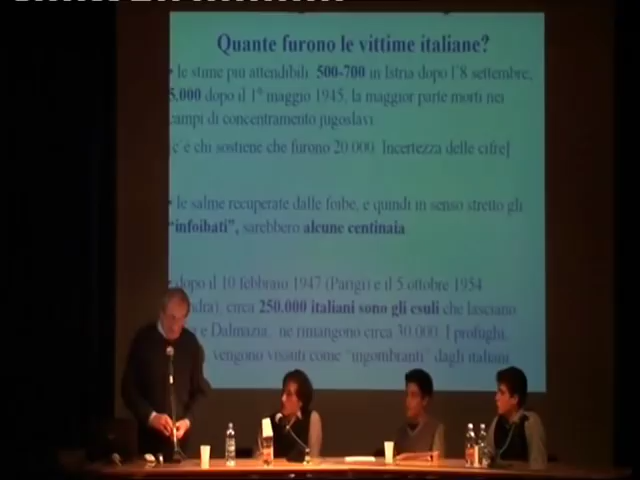 Quante furono le vittime italiane?
• le stime più attendibili: 500-700 in Istria dopo l'8 settembre,
5.000 dopo il 1° maggio 1945, la maggior parte morti nei
campi di concentramento jugoslavi
[c'è chi sostiene che furono 20.000. Incertezza delle cifre]
• le salme recuperate dalle foibe, e quindi in senso stretto gli
"infoibati", sarebbero alcune centinaia
dopo il 10 febbraio 1947 (Parigi) e il 5 ottobre 1954
circa 250.000 italiani sono gli esuli che lasciano
e Dalmazia, ne rimangono circa 30.000. I profughi,
vengono vissuti come "ingombranti" dagli italiani